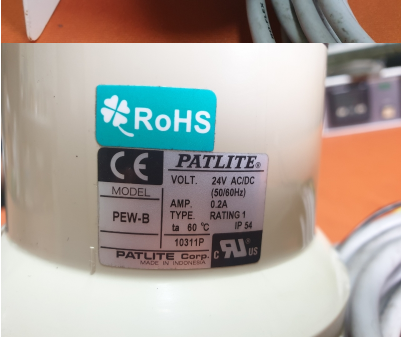 RoHS
CE
PATLITE®
MODEL
PEW-B
VOLT. 24V AC/DC
(50/60Hz)
AMP. 0.2A
TYPE. RATING 1
ta 60 °C IP 54
10311P
PATLITE Corp.
MADE IN INDONESIA
C RU US